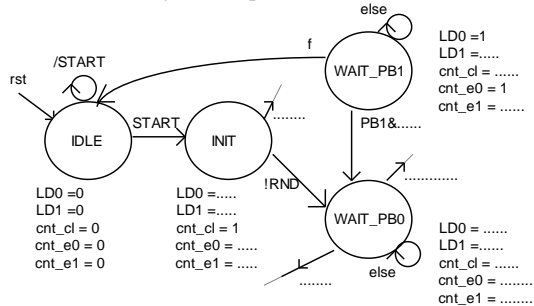 else
LD0 =1
LD1 =.....
cnt_cl = ......
cnt_e0 = 1
cnt_e1 = .....
f
/START
rst
WAIT_PB1
START
........
PB1&......
IDLE
INIT
!RND
.............
LD0 =0
LD1 =0
cnt_cl = 0
cnt_e0 = 0
cnt_e1 = 0
LD0 =.....
LD1 =.....
cnt_cl = 1
cnt_e0 = .....
cnt_e1 = .....
WAIT_PB0
LD0 = ......
LD1 =......
cnt_cl = ......
cnt_e0 = ........
cnt_e1 = ........
else
........